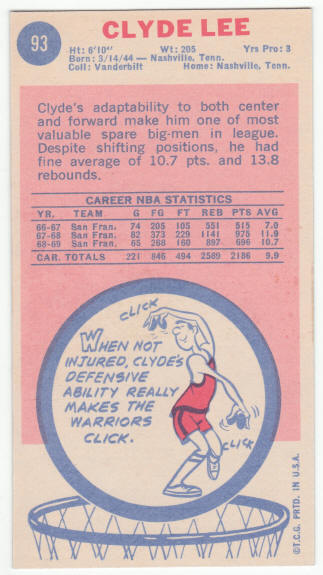 93
CLYDE LEE
Ht: 6'10" Wt: 205 Yrs Pro: 3
Born: 3/14/44 — Nashville, Tenn.
Coll: Vanderbilt Home: Nashville, Tenn.
Clyde's adaptability to both center
and forward make him one of most
valuable spare big-men in league.
Despite shifting positions, he had
fine average of 10.7 pts. and 13.8
rebounds.
CAREER NBA STATISTICS
YR. TEAM G FG FT REB PTS AVG
66-67 San Fran. 74 205 105 551 515 7.0
67-68 San Fran. 82 373 229 1141 975 11.9
68-69 San Fran. 65 268 160 897 696 10.7
CAR. TOTALS 221 846 494 2589 2186 9.9
CLICK
WHEN NOT
INJURED, CLYDE'S
DEFENSIVE
ABILITY REALLY
MAKES THE
WARRIORS
CLICK.
CLICK
©T.C.G. PRTD. IN U.S.A.